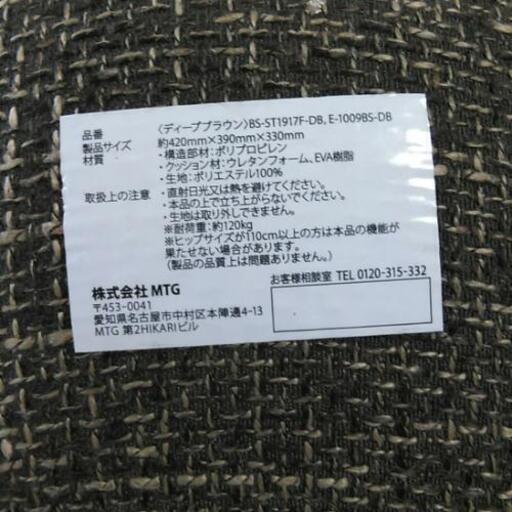 品番　〈ディープブラウン〉BS-ST1917F-DB, E-1009BS-DB
製品サイズ　約420mm×390mm×330mm
材質　・構造部材：ポリプロピレン
・クッション材：ウレタンフォーム、EVA樹脂
・生地：ポリエステル100%
取扱上の注意　・直射日光又は熱を避けてください。
・本品の上で立ち上がらないでください。
・生地は取り外しできません。
※耐荷重：約120kg
※ヒップサイズが110cm以上の方は本品の機能が
果たせない場合があります。
(製品の品質上は問題ありません。)
お客様相談室 TEL 0120-315-332
株式会社 MTG
〒453-0041
愛知県名古屋市中村区本陣通4-13
MTG 第2HIKARIビル